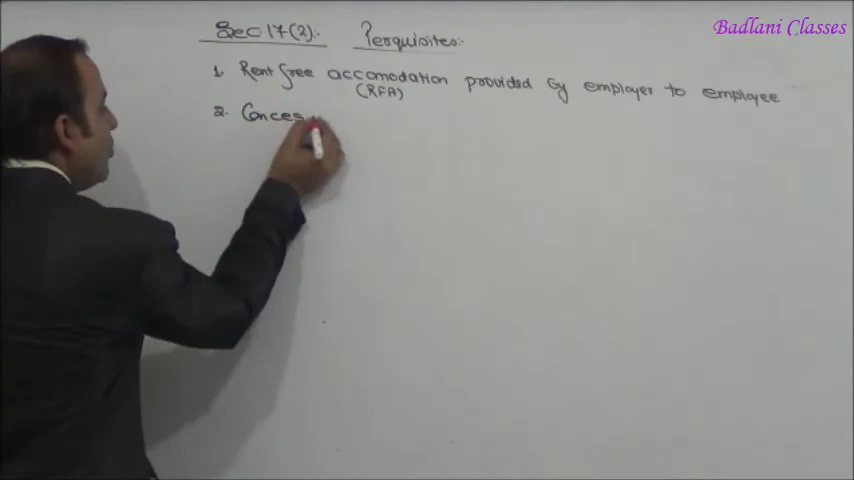 Badlani Classes
Sec 17(2):- Perquisites:-
1. Rent free accomodation provided by employer to employee
(RFA)
2. Conces